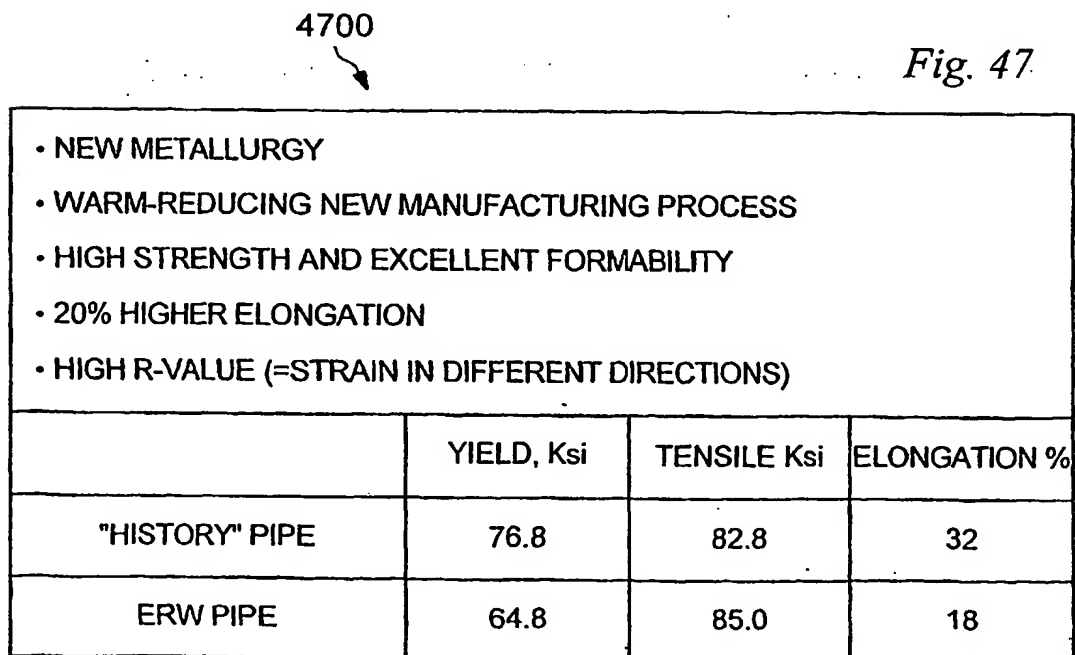 4700
Fig. 47
• NEW METALLURGY
• WARM-REDUCING NEW MANUFACTURING PROCESS
• HIGH STRENGTH AND EXCELLENT FORMABILITY
• 20% HIGHER ELONGATION
• HIGH R-VALUE (=STRAIN IN DIFFERENT DIRECTIONS)
YIELD, Ksi TENSILE Ksi ELONGATION %
"HISTORY" PIPE 76.8 82.8 32
ERW PIPE 64.8 85.0 18